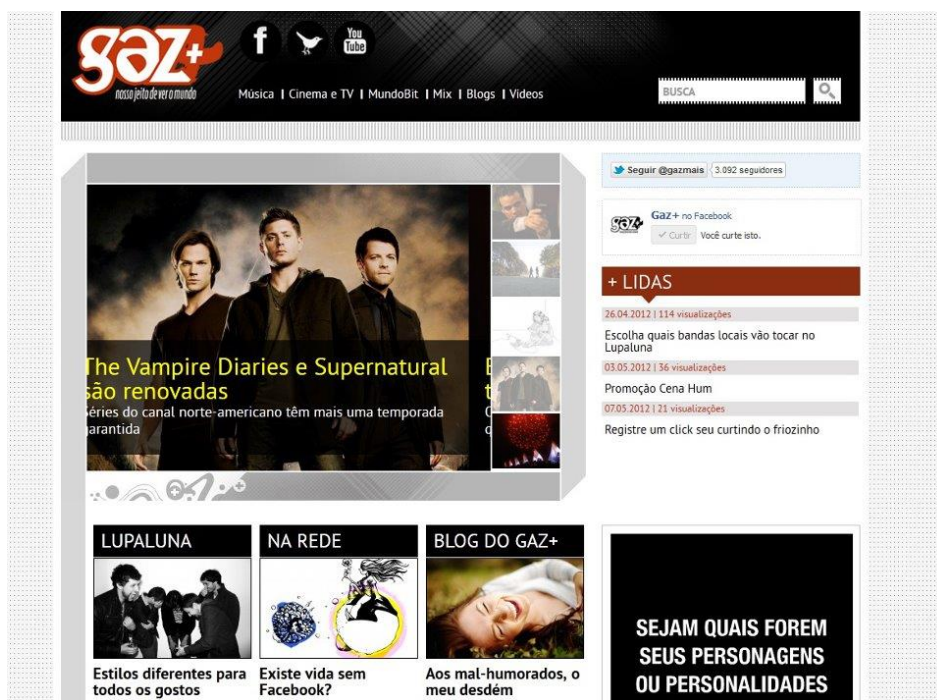 gaz+
nosso jeito de ver o mundo
f
You
Tube
Música | Cinema e TV | MundoBit | Mix | Blogs | Vídeos
BUSCA
The Vampire Diaries e Supernatural
são renovadas
Séries do canal norte-americano têm mais uma temporada
garantida
Seguir @gazmais
3.092 seguidores
gaz+
Gaz+ no Facebook
Curtir
Você curte isto.
+ LIDAS
26.04.2012 | 114 visualizações
Escolha quais bandas locais vão tocar no
Lupaluna
03.05.2012 | 36 visualizações
Promoção Cena Hum
07.05.2012 | 21 visualizações
Registre um click seu curtindo o friozinho
LUPALUNA
Estilos diferentes para
todos os gostos
NA REDE
Existe vida sem
Facebook?
BLOG DO GAZ+
Aos mal-humorados, o
meu desdém
SEJAM QUAIS FOREM
SEUS PERSONAGENS
OU PERSONALIDADES